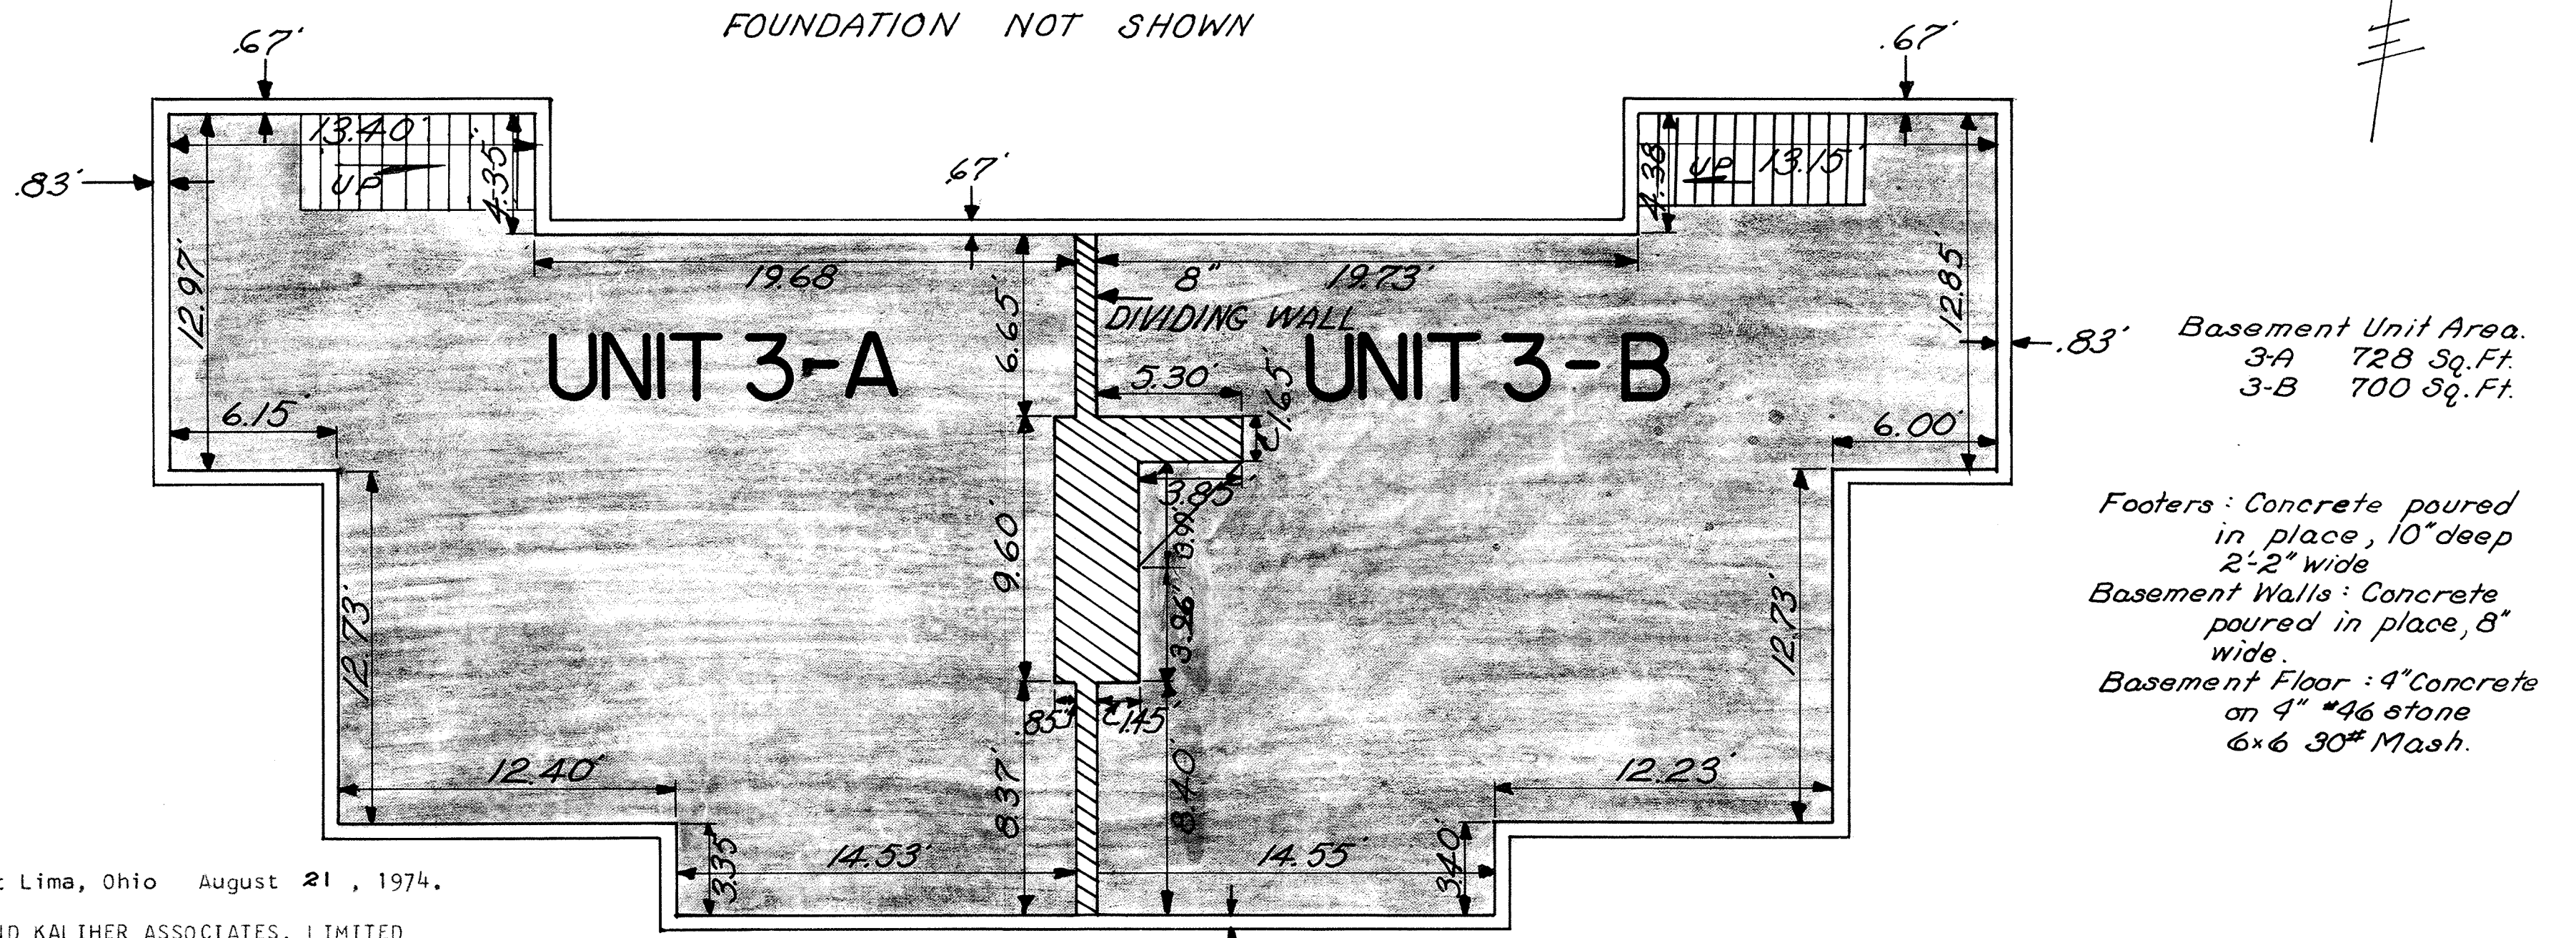 FOUNDATION NOT SHOWN
.67'
.67'
13.40'
UP
4.35'
.83'
.67'
4.38
UP
13.15'
12.97'
19.68
8"
19.73'
DIVIDING WALL
6.65'
12.85'
.83'
UNIT 3-A
UNIT 3-B
5.30'
1.65'
6.15'
6.00'
Basement Unit Area.
3-A 728 Sq.Ft.
3-B 700 Sq.Ft.
9.60'
3.85'
3.96'
12.73'
12.73'
Footers : Concrete poured
in place, 10" deep
2'-2" wide
Basement Walls : Concrete
poured in place, 8"
wide.
Basement Floor : 4" Concrete
on 4" #46 stone
6x6 30# Mash.
.85'
1.45'
12.40'
12.23'
8.37'
8.40'
3.35'
14.53'
14.55'
3.40'
Lima, Ohio August 21 , 1974.
KALIHER ASSOCIATES, LIMITED